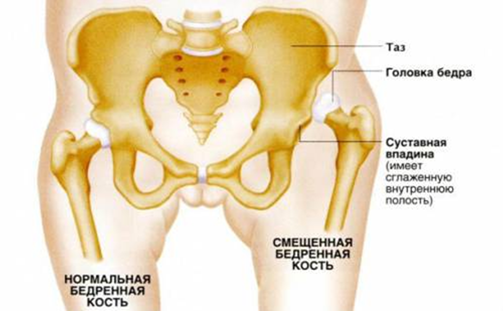 Таз
Головка бедра
Суставная
впадина
(имеет
сглаженную
внутреннюю
полость)
СМЕЩЕННАЯ
БЕДРЕННАЯ
КОСТЬ
НОРМАЛЬНАЯ
БЕДРЕННАЯ
КОСТЬ